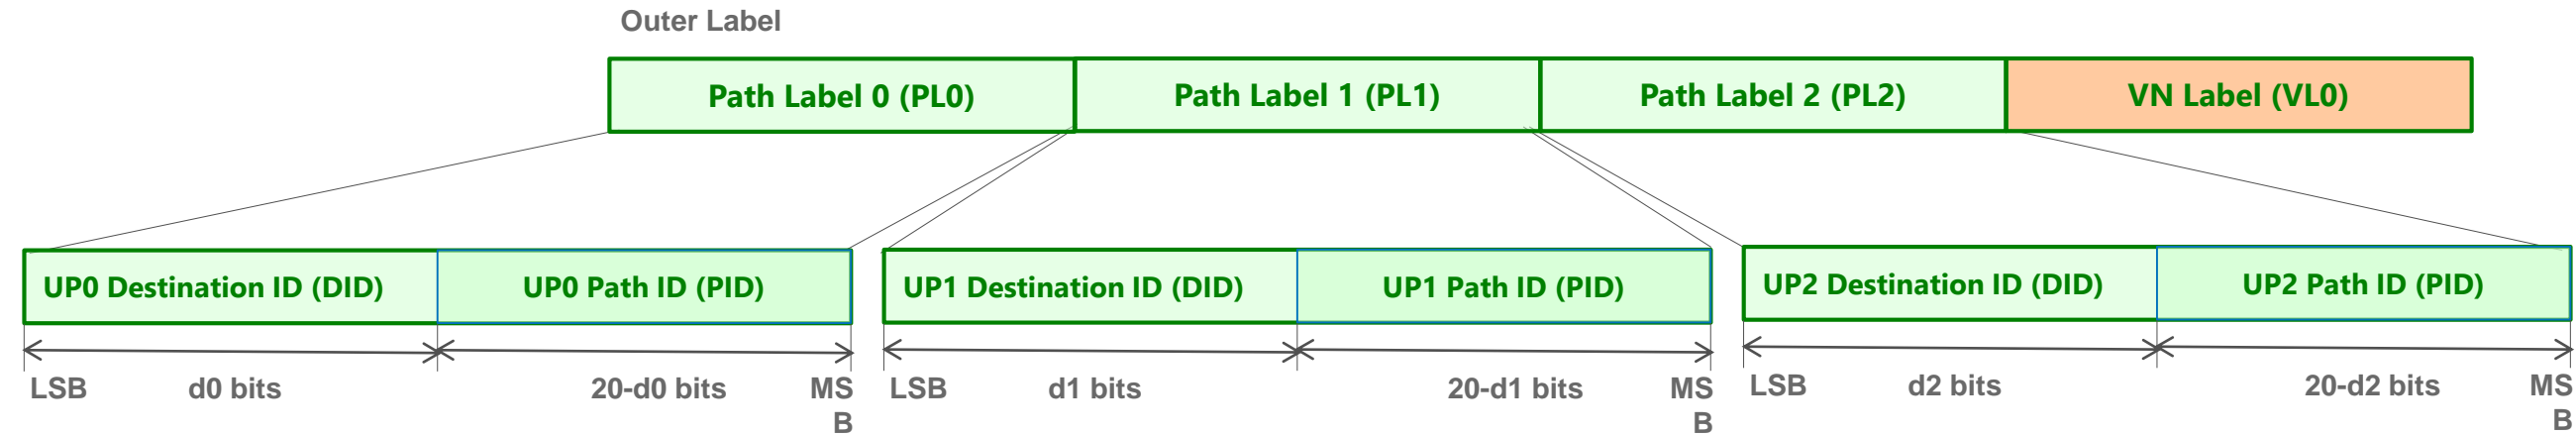 Outer Label
Path Label 0 (PL0)
Path Label 1 (PL1)
Path Label 2 (PL2)
VN Label (VL0)
UP0 Destination ID (DID)
UP0 Path ID (PID)
UP1 Destination ID (DID)
UP1 Path ID (PID)
UP2 Destination ID (DID)
UP2 Path ID (PID)
LSB
d0 bits
20-d0 bits
MS
B
LSB
d1 bits
20-d1 bits
MS
B
LSB
d2 bits
20-d2 bits
MS
B